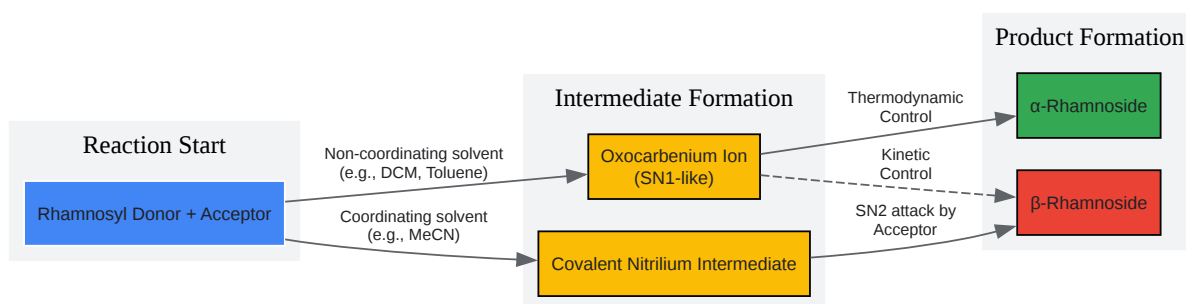 Reaction Start
Rhamnosyl Donor + Acceptor
Non-coordinating solvent
(e.g., DCM, Toluene)
Coordinating solvent
(e.g., MeCN)
Intermediate Formation
Oxocarbenium Ion
(SN1-like)
Covalent Nitrilium Intermediate
Thermodynamic
Control
Kinetic
Control
SN2 attack by
Acceptor
Product Formation
α-Rhamnoside
β-Rhamnoside